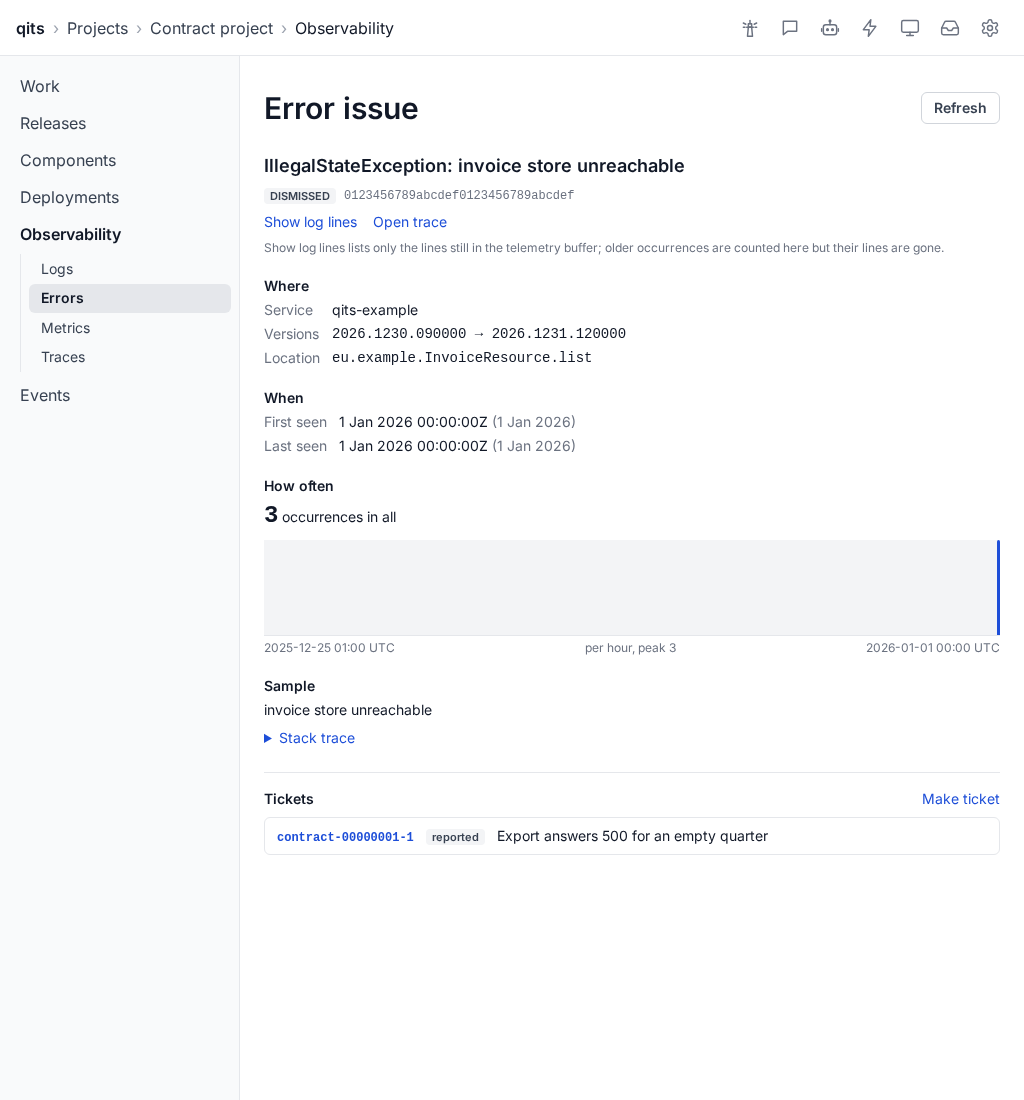 qits › Projects › Contract project › Observability
Work
Releases
Components
Deployments
Observability
Logs
Errors
Metrics
Traces
Events
Error issue
Refresh
IllegalStateException: invoice store unreachable
DISMISSED 0123456789abcdef0123456789abcdef
Show log lines Open trace
Show log lines lists only the lines still in the telemetry buffer; older occurrences are counted here but their lines are gone.
Where
Service qits-example
Versions 2026.1230.090000 → 2026.1231.120000
Location eu.example.InvoiceResource.list
When
First seen 1 Jan 2026 00:00:00Z (1 Jan 2026)
Last seen 1 Jan 2026 00:00:00Z (1 Jan 2026)
How often
3 occurrences in all
2025-12-25 01:00 UTC per hour, peak 3 2026-01-01 00:00 UTC
Sample
invoice store unreachable
Stack trace
Tickets Make ticket
contract-00000001-1 reported Export answers 500 for an empty quarter